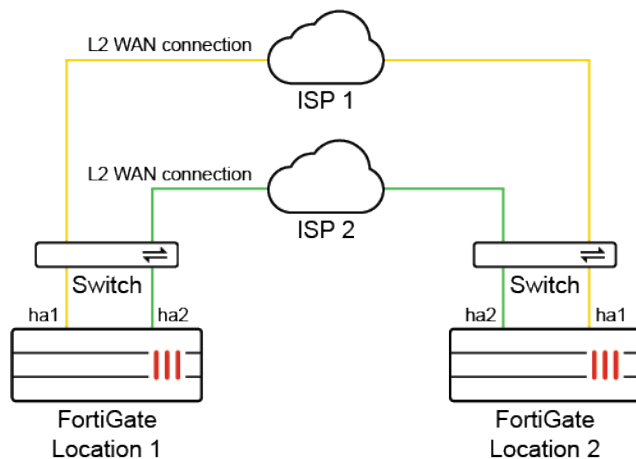 L2 WAN connection
ISP 1
L2 WAN connection
ISP 2
Switch
Switch
ha1
ha2
ha2
ha1
FortiGate
Location 1
FortiGate
Location 2